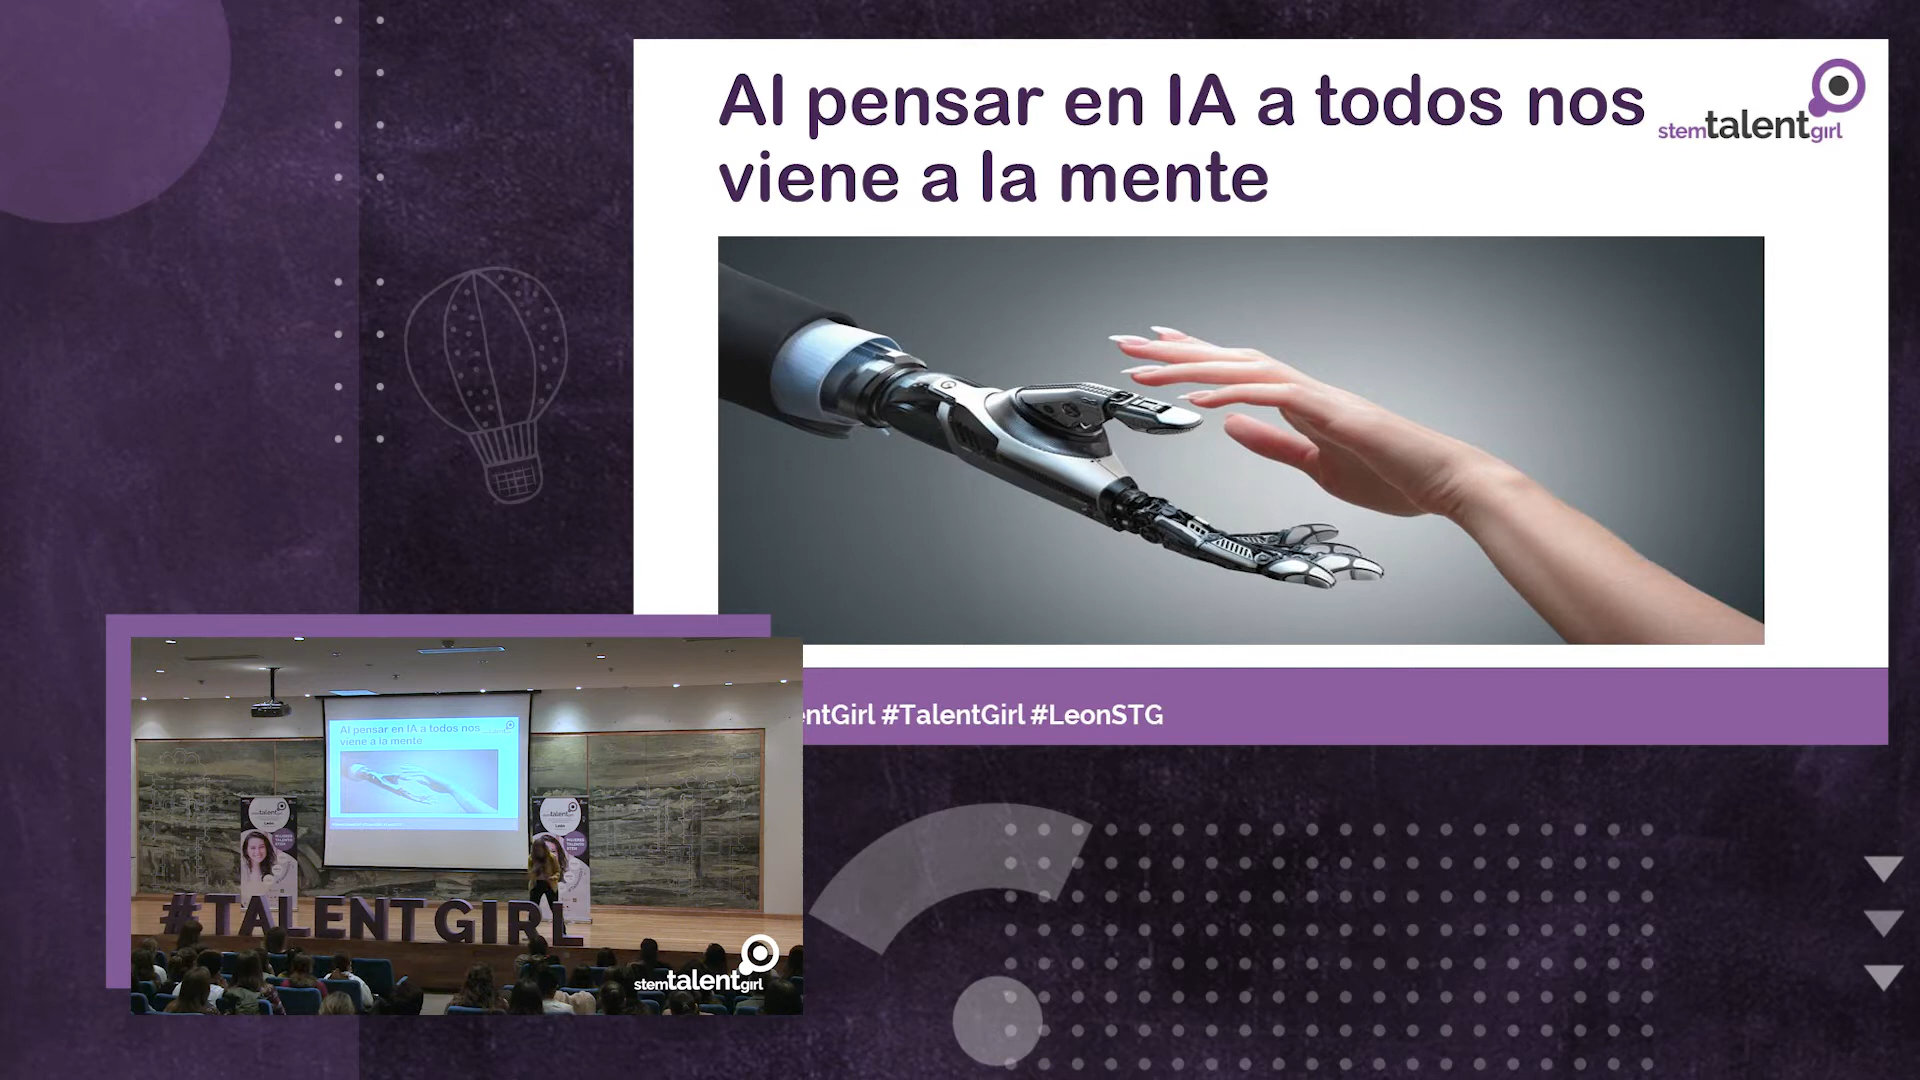 Al pensar en IA a todos nos
viene a la mente
stemtalentgirl
entGirl #TalentGirl #LeonSTG
Al pensar en IA a todos nos
viene a la mente
talent
#TALENT GIRL
stemtalentgirl